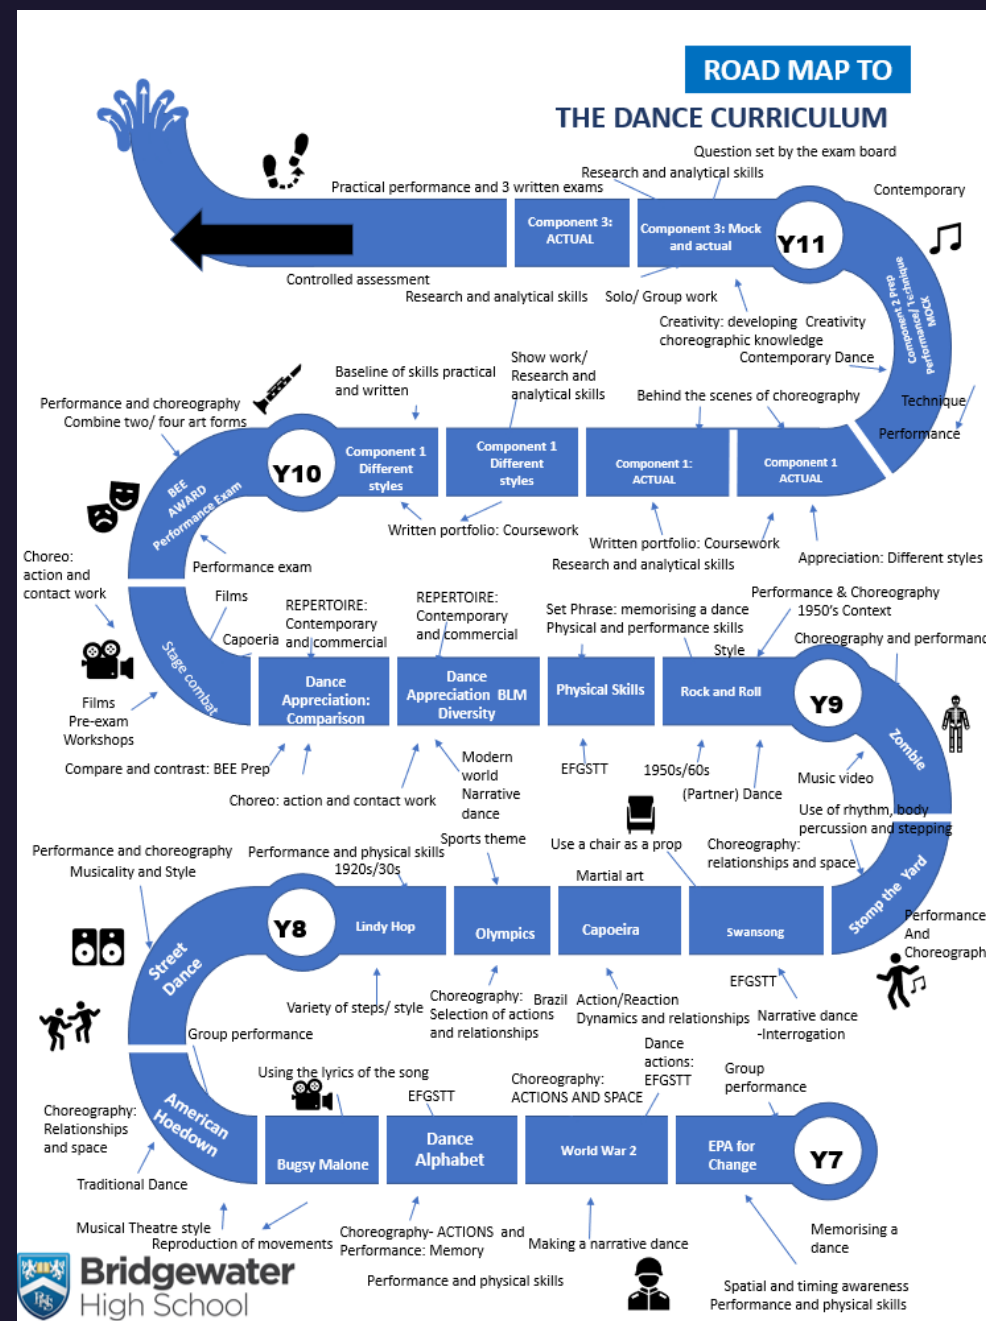 ROAD MAP TO
THE DANCE CURRICULUM
Question set by the exam board
Research and analytical skills
Practical performance and 3 written exams
Contemporary
Component 3:
ACTUAL
Component 3: Mock
and actual
Y11
Controlled assessment
Research and analytical skills
Solo/ Group work
Creativity: developing Creativity
choreographic knowledge
Contemporary Dance
Component 2 Prep
Performance/Technique
MOCK
Technique
Performance
Show work/
Research and
analytical skills
Baseline of skills practical
and written
Behind the scenes of choreography
Performance and choreography
Combine two/ four art forms
Y10
Component 1
Different
styles
Component 1
Different
styles
Component 1:
ACTUAL
Component 1
ACTUAL
BEE
AWARD
Performance Exam
Written portfolio: Coursework
Written portfolio: Coursework
Research and analytical skills
Appreciation: Different styles
Performance exam
Choreo:
action and
contact work
Films
Capoeria
REPERTOIRE:
Contemporary
and commercial
REPERTOIRE:
Contemporary
and commercial
Set Phrase: memorising a dance
Physical and performance skills
Style
Performance & Choreography
1950's Context
Choreography and performanc
Stage combat
Dance
Appreciation:
Comparison
Dance
Appreciation BLM
Diversity
Physical Skills
Rock and Roll
Y9
Zombie
Films
Pre-exam
Workshops
Compare and contrast: BEE Prep
Choreo: action and contact work
Modern
world
Narrative
dance
EFGSTT
1950s/60s
(Partner) Dance
Music video
Use of rhythm, body
percussion and stepping
Performance and choreography
Musicality and Style
Performance and physical skills
1920s/30s
Sports theme
Use a chair as a prop
Martial art
Choreography:
relationships and space
Stomp the Yard
Performance
And
Choreograph
Y8
Lindy Hop
Olympics
Capoeira
Swansong
Street
Dance
EFGSTT
Variety of steps/ style
Choreography:
Selection of actions
and relationships
Brazil
Action/Reaction
Dynamics and relationships
Narrative dance
-Interrogation
Group performance
Using the lyrics of the song
EFGSTT
Choreography:
ACTIONS AND SPACE
Dance
actions:
EFGSTT
Group
performance
American
Hoedown
Choreography:
Relationships
and space
Bugsy Malone
Dance
Alphabet
World War 2
EPA for
Change
Y7
Traditional Dance
Musical Theatre style
Reproduction of movements
Choreography- ACTIONS and
Performance: Memory
Making a narrative dance
Memorising a
dance
Performance and physical skills
Spatial and timing awareness
Performance and physical skills
Bridgewater
High School